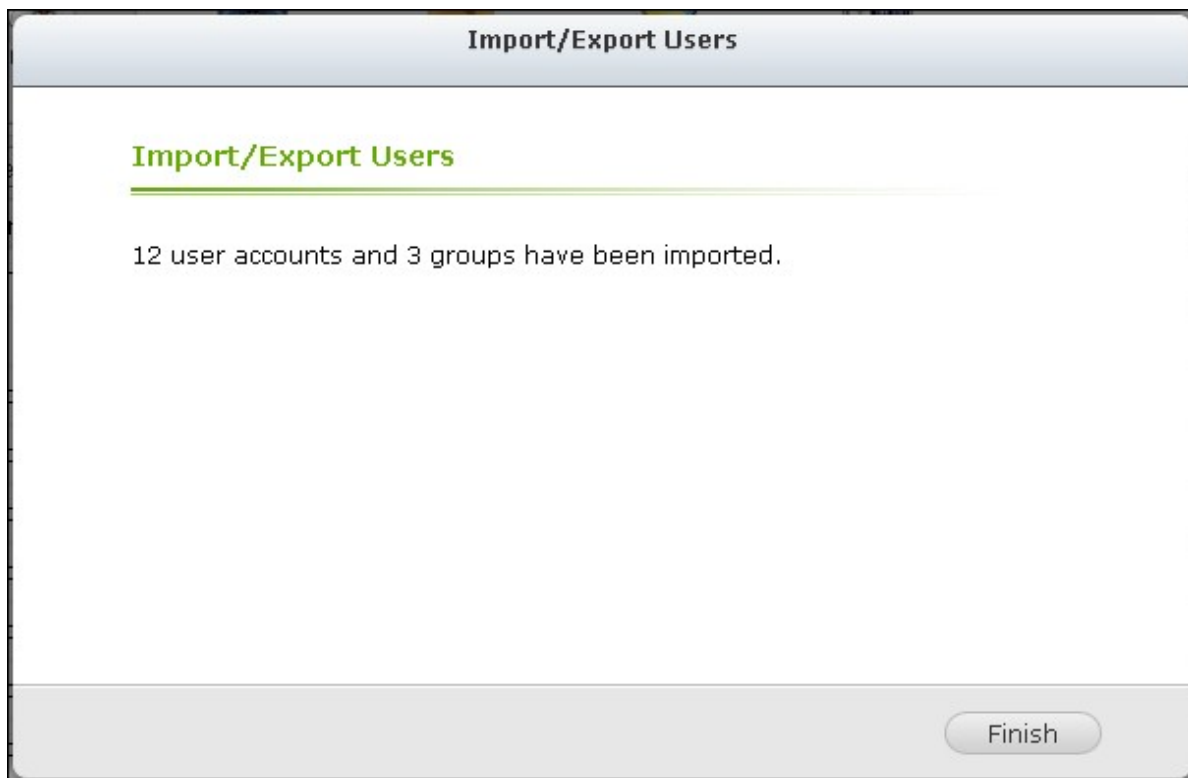 Import/Export Users
Import/Export Users
12 user accounts and 3 groups have been imported.
Finish